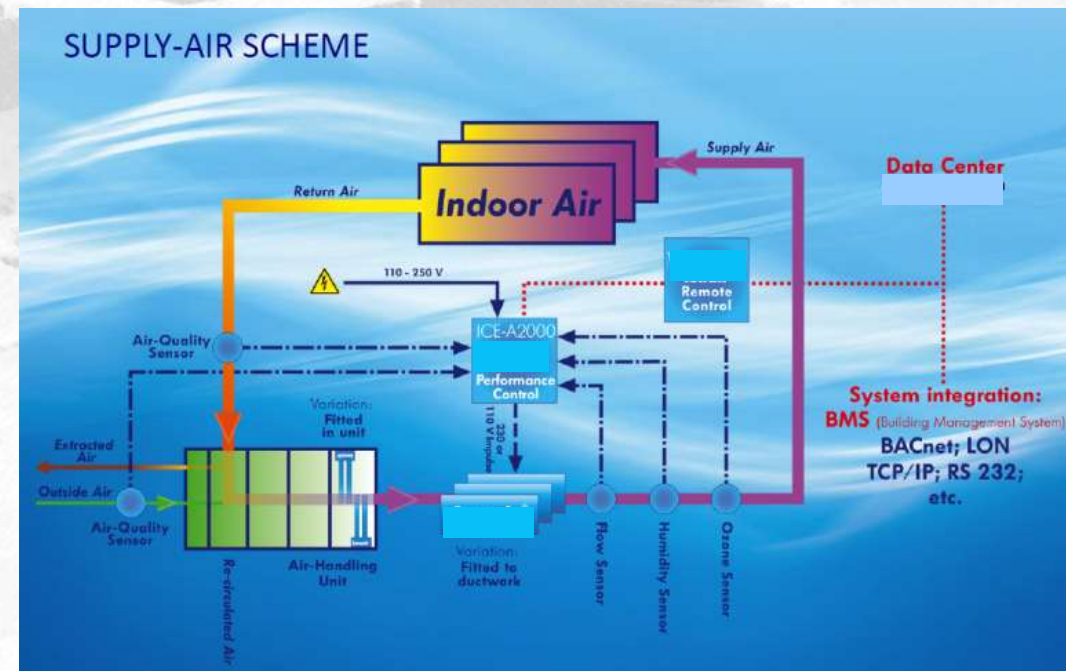 SUPPLY-AIR SCHEME
Supply Air
Data Center
Return Air
Indoor Air
110 - 250 V
Remote
Control
ICE-A2000
Air-Quality
Sensor
Performance
Control
Variation:
Fitted
in unit
230 or
110 V Impulse
System integration:
BMS (Building Management System)
BACnet; LON
TCP/IP; RS 232;
etc.
Extracted
Air
Outside Air
Air-Quality
Sensor
Re-circulated Air
Air-Handling
Unit
Variation:
Fitted to
ductwork
Flow Sensor
Humidity Sensor
Ozone Sensor